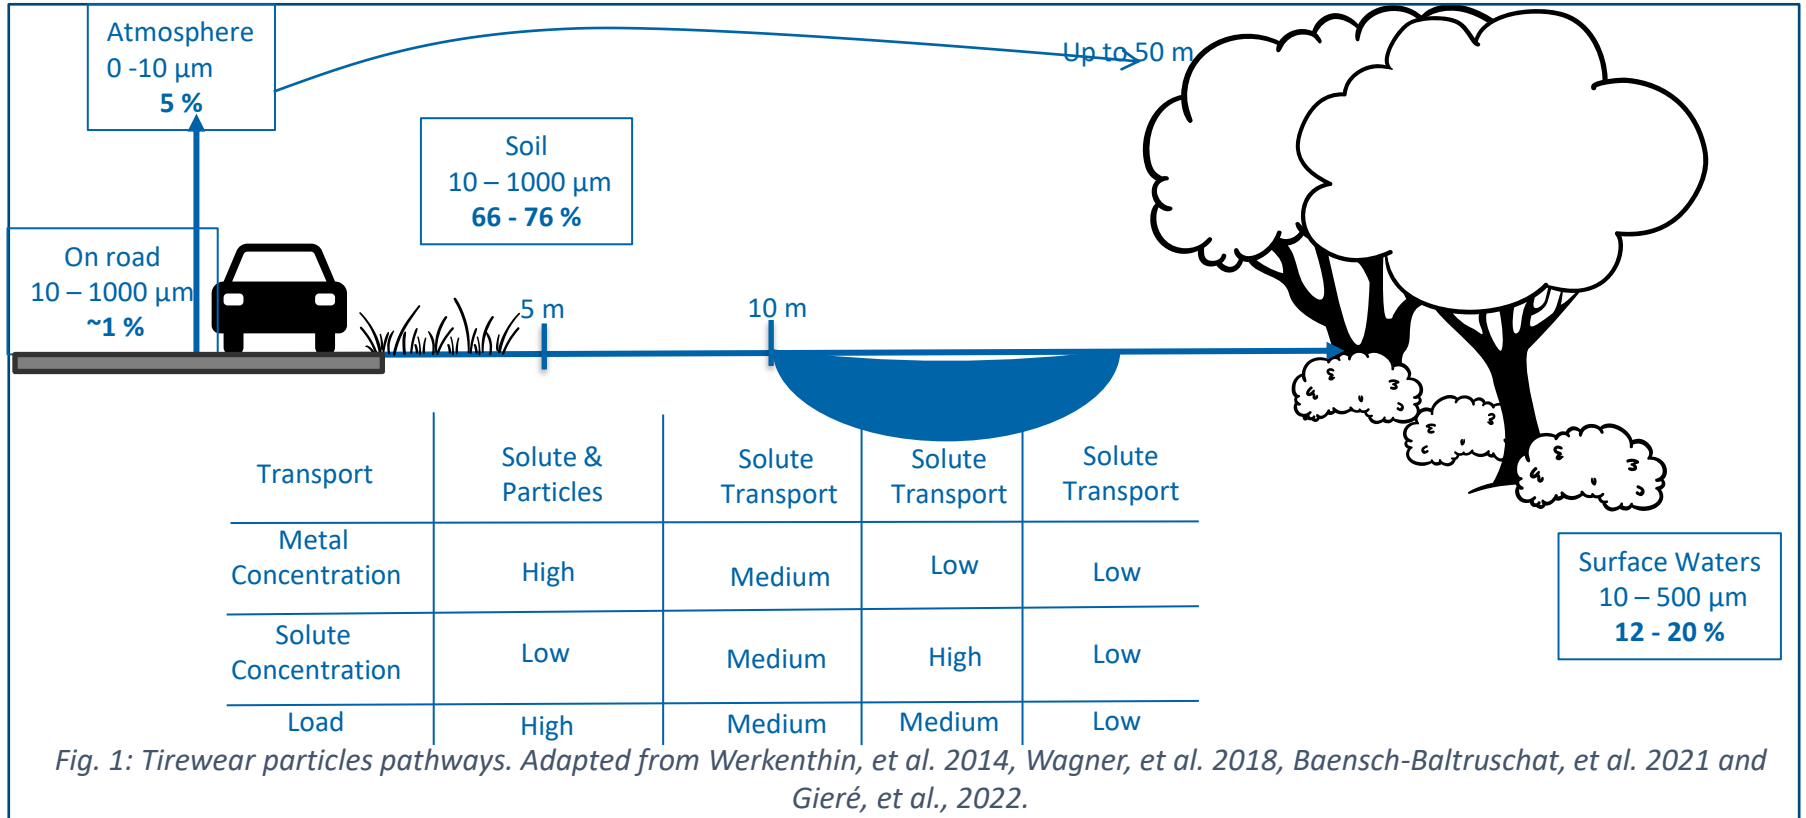 Atmosphere
0 -10 µm
5 %
Up to 50 m
Soil
10 – 1000 µm
66 - 76 %
On road
10 – 1000 µm
~1 %
5 m
10 m
Transport
Solute &
Particles
Solute
Transport
Solute
Transport
Solute
Transport
Metal
Concentration
High
Medium
Low
Low
Solute
Concentration
Low
Medium
High
Low
Load
High
Medium
Medium
Low
Surface Waters
10 – 500 µm
12 - 20 %
Fig. 1: Tirewear particles pathways. Adapted from Werkenthin, et al. 2014, Wagner, et al. 2018, Baensch-Baltruschat, et al. 2021 and
Gieré, et al., 2022.